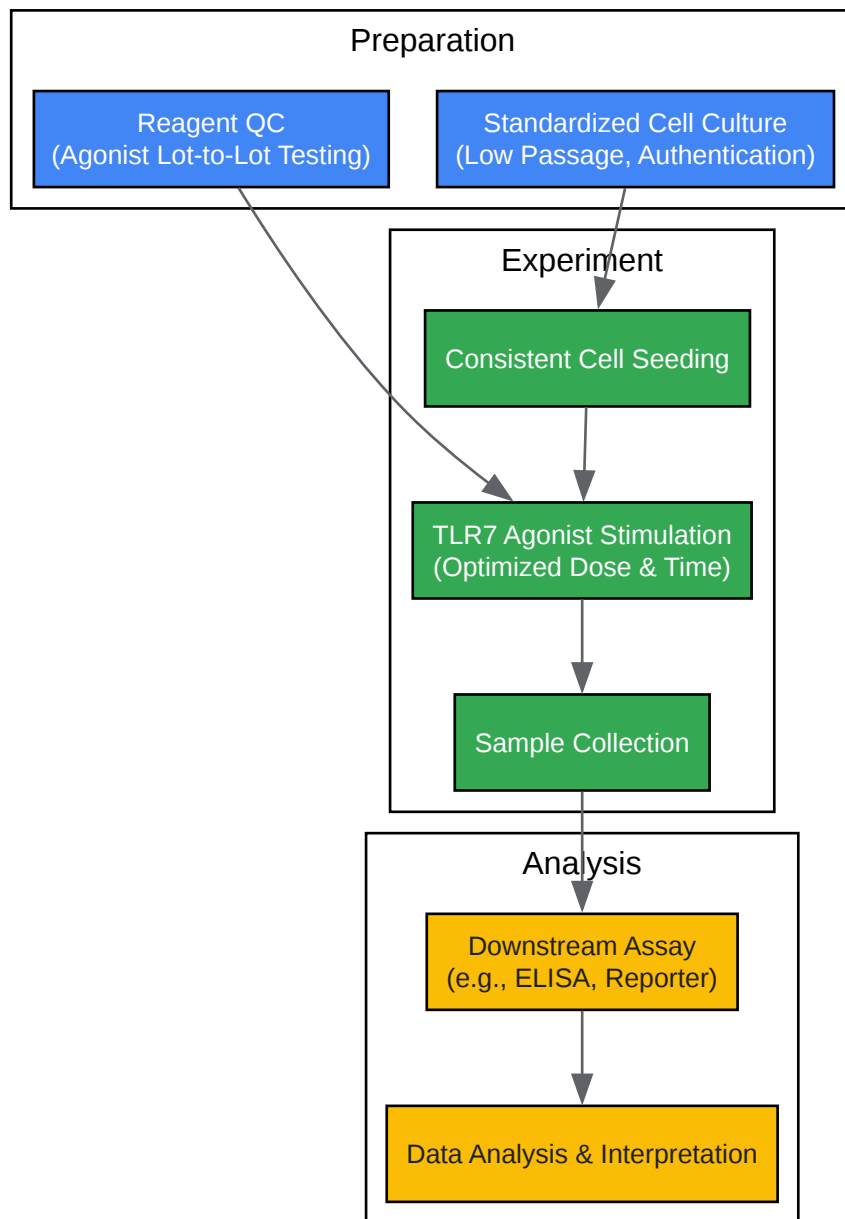 Preparation
Reagent QC
(Agonist Lot-to-Lot Testing)
Standardized Cell Culture
(Low Passage, Authentication)
Experiment
Consistent Cell Seeding
TLR7 Agonist Stimulation
(Optimized Dose & Time)
Sample Collection
Analysis
Downstream Assay
(e.g., ELISA, Reporter)
Data Analysis & Interpretation